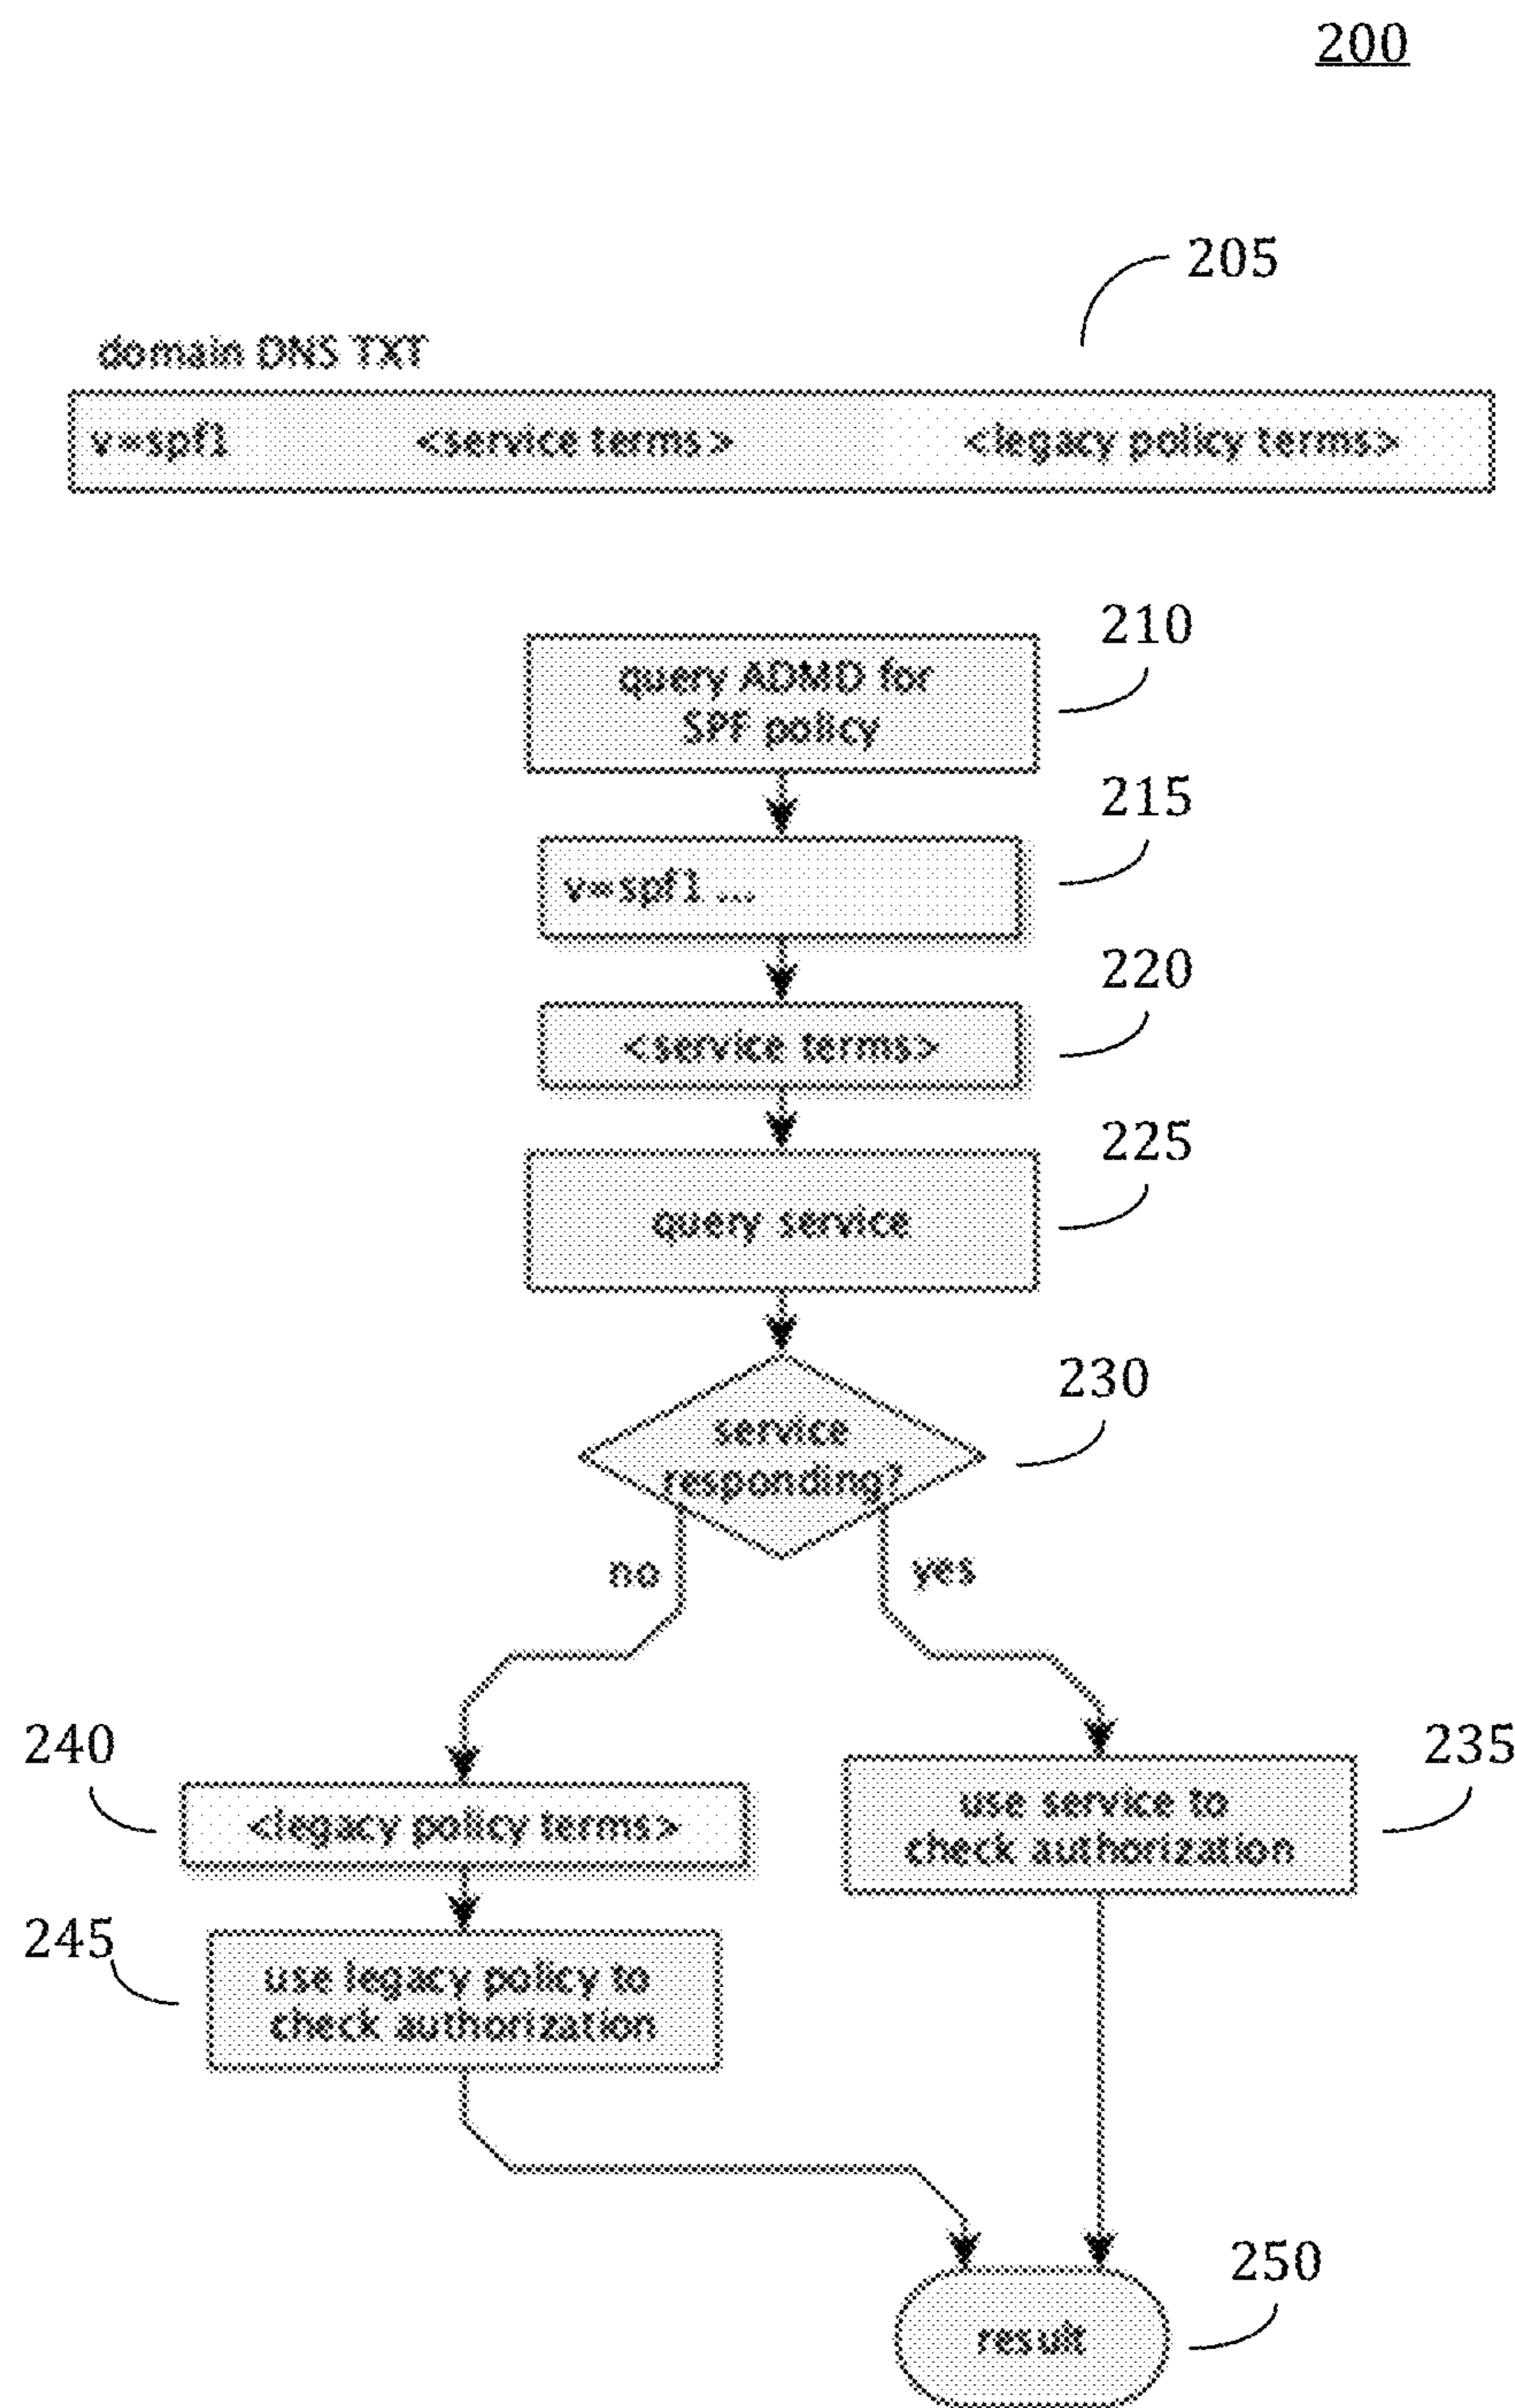 200
205
domain DNS TXT
v=spf1 <service terms> <legacy policy terms>
210
query ADMD for
SPF policy
215
v=spf1 ...
220
<service terms>
225
query service
230
service
responding?
no yes
240
<legacy policy terms>
235
use service to
check authorization
245
use legacy policy to
check authorization
250
result